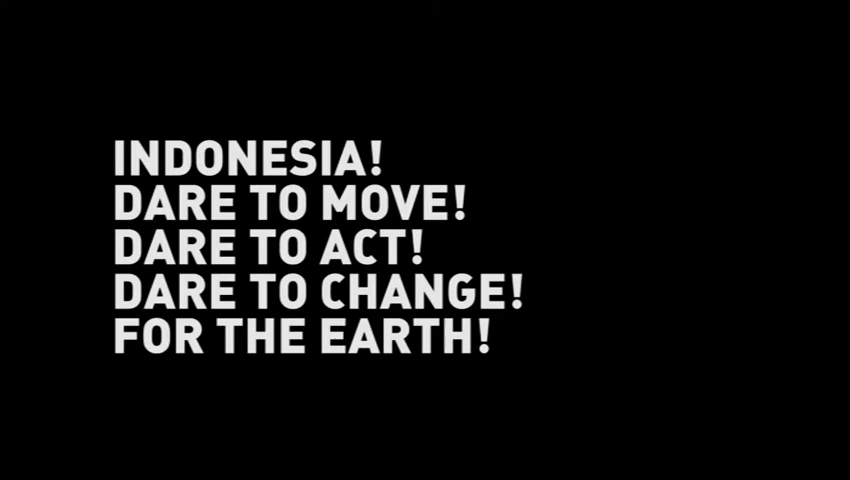 INDONESIA!
DARE TO MOVE!
DARE TO ACT!
DARE TO CHANGE!
FOR THE EARTH!